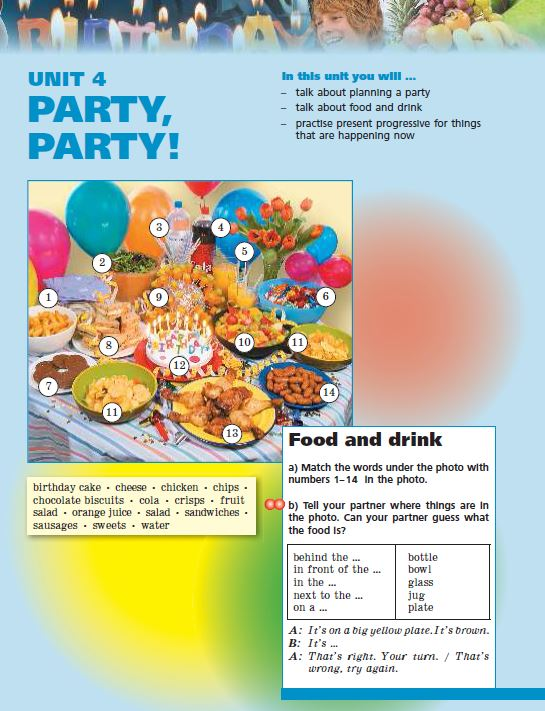 BIRTHDAY
UNIT 4
PARTY,
PARTY!
In this unit you will ...
– talk about planning a party
– talk about food and drink
– practise present progressive for things
that are happening now
1
2
3
4
5
6
7
8
9
10
11
11
12
13
14
BIRTHDAY
birthday cake • cheese • chicken • chips •
chocolate biscuits • cola • crisps • fruit
salad • orange juice • salad • sandwiches •
sausages • sweets • water
Food and drink
a) Match the words under the photo with
numbers 1–14 in the photo.
b) Tell your partner where things are in
the photo. Can your partner guess what
the food is?
behind the ... bottle
in front of the ... bowl
in the ... glass
next to the ... jug
on a ... plate
A: It's on a big yellow plate. It's brown.
B: It's ...
A: That's right. Your turn. / That's
wrong, try again.